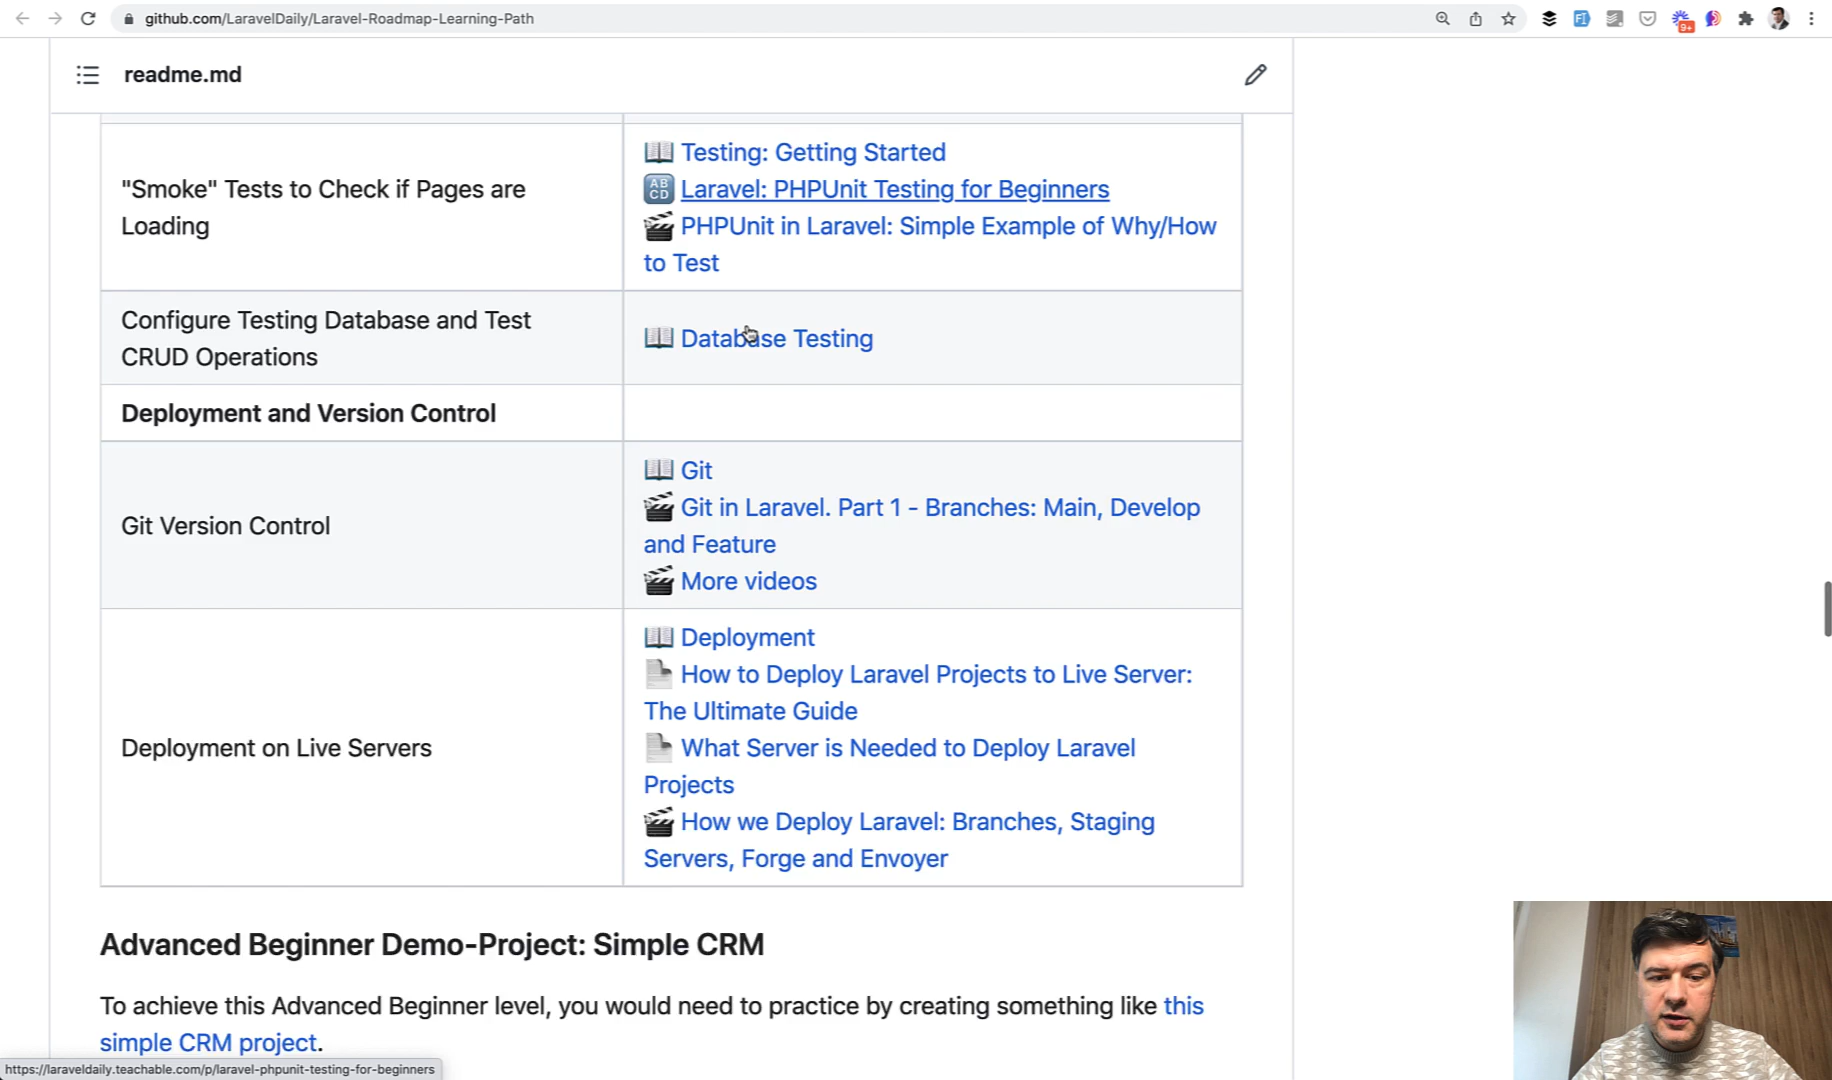 github.com/LaravelDaily/Laravel-Roadmap-Learning-Path
9+
readme.md
"Smoke" Tests to Check if Pages are
Loading
Testing: Getting Started
ABCD Laravel: PHPUnit Testing for Beginners
PHPUnit in Laravel: Simple Example of Why/How
to Test
Configure Testing Database and Test
CRUD Operations
Database Testing
Deployment and Version Control
Git Version Control
Git
Git in Laravel. Part 1 - Branches: Main, Develop
and Feature
More videos
Deployment on Live Servers
Deployment
How to Deploy Laravel Projects to Live Server:
The Ultimate Guide
What Server is Needed to Deploy Laravel
Projects
How we Deploy Laravel: Branches, Staging
Servers, Forge and Envoyer
Advanced Beginner Demo-Project: Simple CRM
To achieve this Advanced Beginner level, you would need to practice by creating something like this
simple CRM project.
https://laraveldaily.teachable.com/p/laravel-phpunit-testing-for-beginners